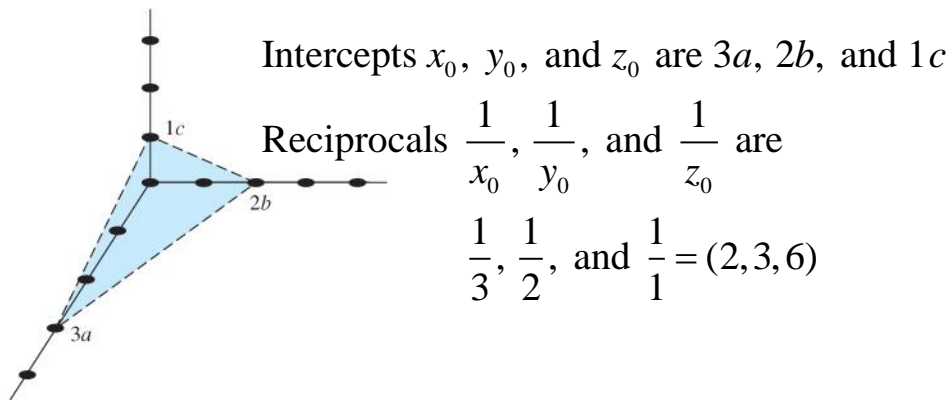 1c
2b
3a
Intercepts x₀, y₀, and z₀ are 3a, 2b, and 1c
Reciprocals 1/x₀, 1/y₀, and 1/z₀ are
1/3, 1/2, and 1/1 = (2, 3, 6)